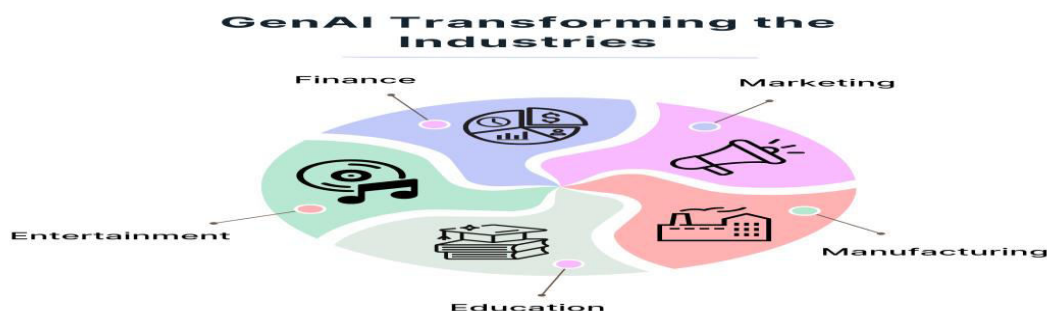 GenAI Transforming the
Industries
Finance
Marketing
$
Entertainment
Manufacturing
Education